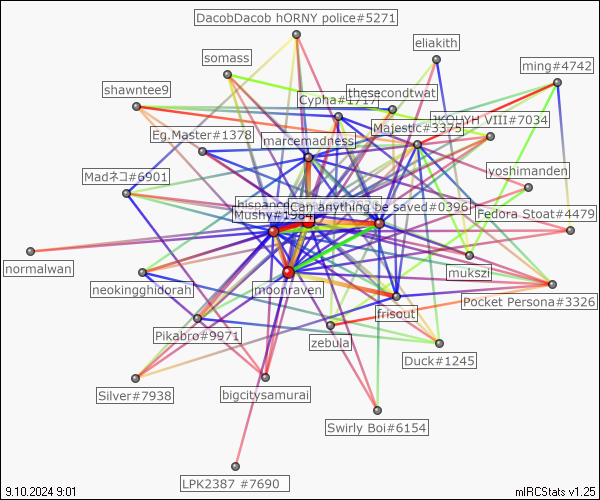 DacobDacob hORNY police#5271
eliakith
somass
ming#4742
shawntee9
thesecondtwat
Cypha#1717
KOUYH VIII#7034
Majestic#3375
Eg.Master#1378
marcemadness
yoshimanden
Madネコ#6901
hispanic
Can anything be saved#0396
Mushy#1984
Fedora Stoat#4479
normalwan
mukszi
neokingghidorah
moonraven
Pocket Persona#3326
frisout
Pikabro#9971
zebula
Duck#1245
Silver#7938
bigcitysamurai
Swirly Boi#6154
LPK2387 #7690
9.10.2024 9:01
mIRCStats v1.25